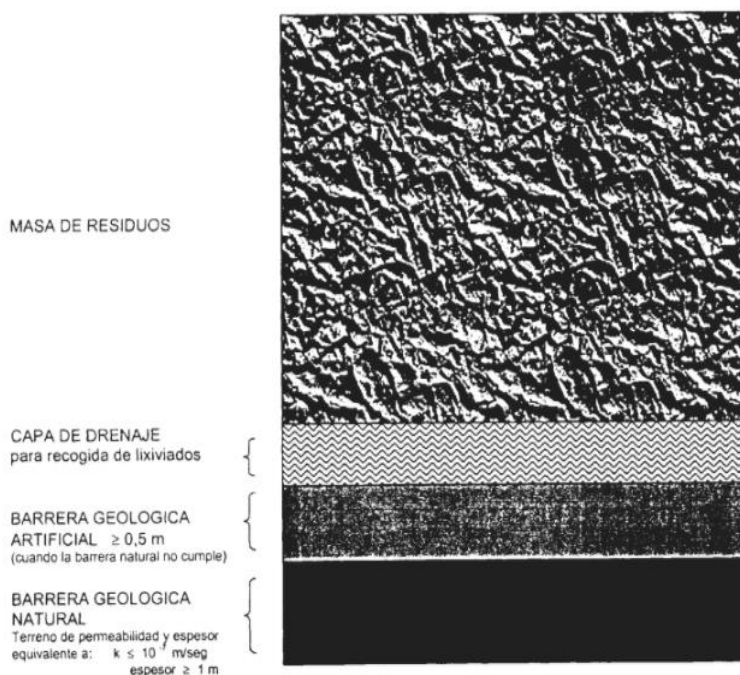 MASA DE RESIDUOS
CAPA DE DRENAJE
para recogida de lixiviados
BARRERA GEOLOGICA
ARTIFICIAL ≥ 0,5 m
(cuando la barrera natural no cumple)
BARRERA GEOLOGICA
NATURAL
Terreno de permeabilidad y espesor
equivalente a: k ≤ 10 m/seg
espesor ≥ 1 m